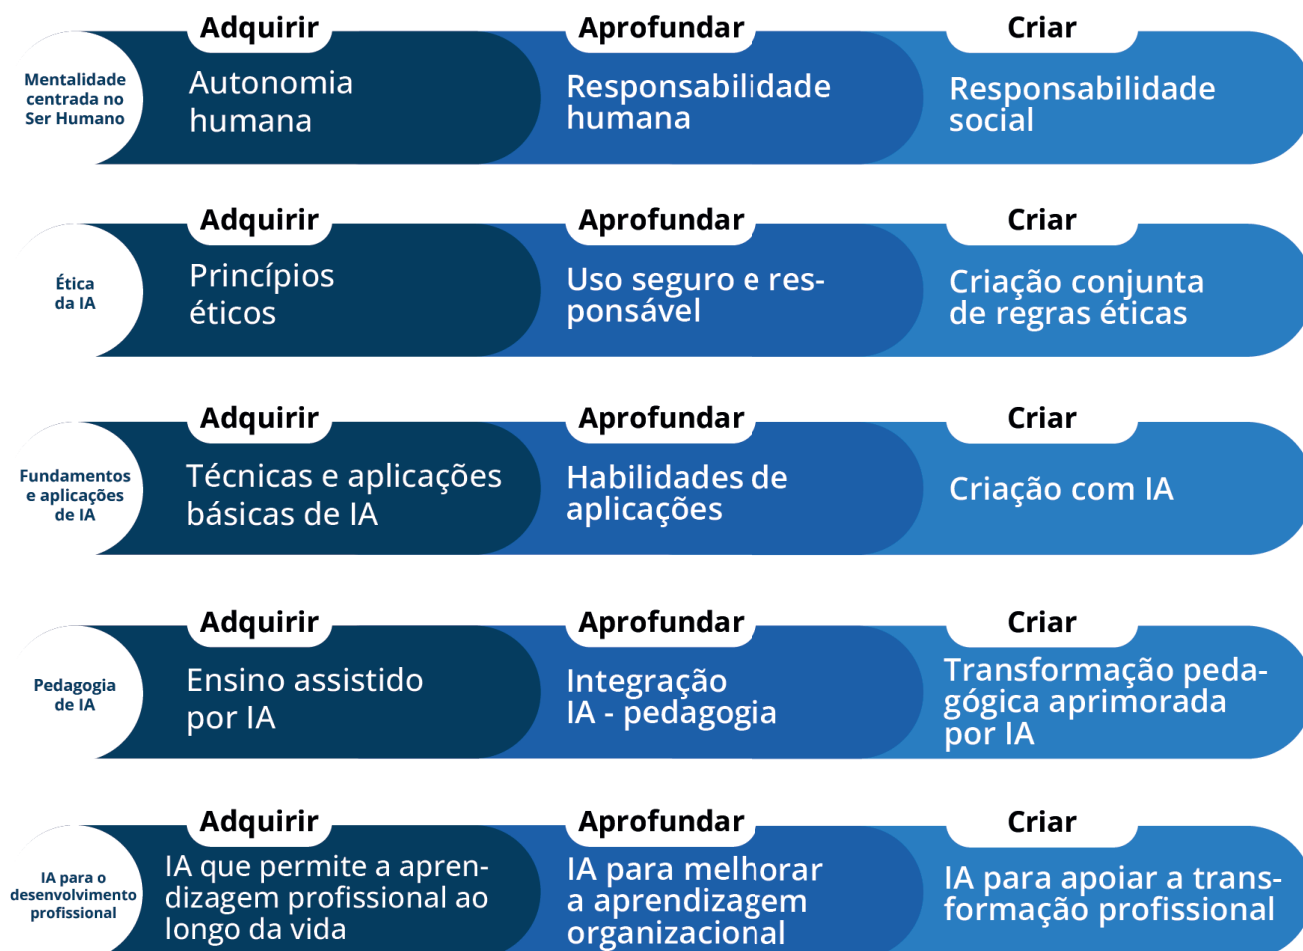 Adquirir
Aprofundar
Criar
Mentalidade
centrada no
Ser Humano
Autonomia
humana
Responsabilidade
humana
Responsabilidade
social
Adquirir
Aprofundar
Criar
Ética
da IA
Princípios
éticos
Uso seguro e res-
ponsável
Criação conjunta
de regras éticas
Adquirir
Aprofundar
Criar
Fundamentos
e aplicações
de IA
Técnicas e aplicações
básicas de IA
Habilidades de
aplicações
Criação com IA
Adquirir
Aprofundar
Criar
Pedagogia
de IA
Ensino assistido
por IA
Integração
IA - pedagogia
Transformação peda-
gógica aprimorada
por IA
Adquirir
Aprofundar
Criar
IA para o
desenvolvimento
profissional
IA que permite a apren-
dizagem profissional ao
longo da vida
IA para melhorar
a aprendizagem
organizacional
IA para apoiar a trans-
formação profissional